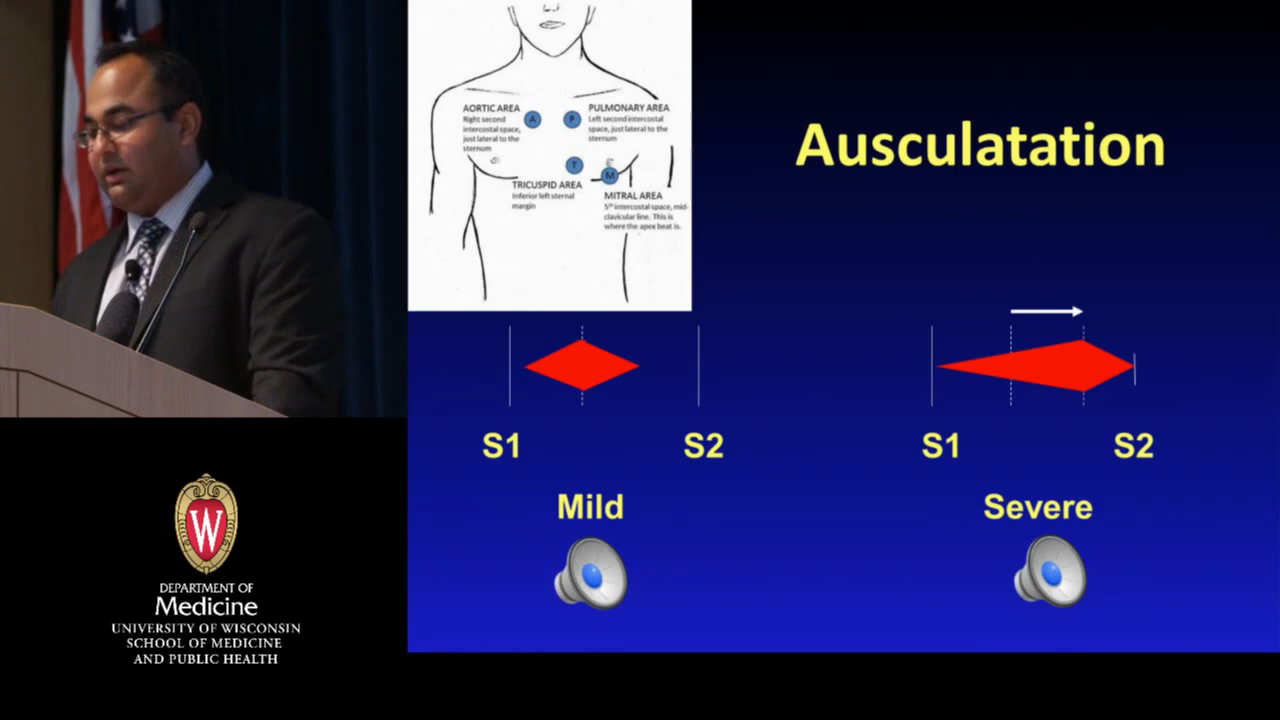 Ausculatation
AORTIC AREA
Right second
intercostal space,
just lateral to the
sternum
A
P
PULMONARY AREA
Left second intercostal
space, just lateral to the
sternum
T
M
TRICUSPID AREA
Inferior left sternal
margin
MITRAL AREA
5th intercostal space, mid-
clavicular line. This is
where the apex beat is.
S1
S2
Mild
S1
S2
Severe
W
DEPARTMENT OF
Medicine
UNIVERSITY OF WISCONSIN
SCHOOL OF MEDICINE
AND PUBLIC HEALTH